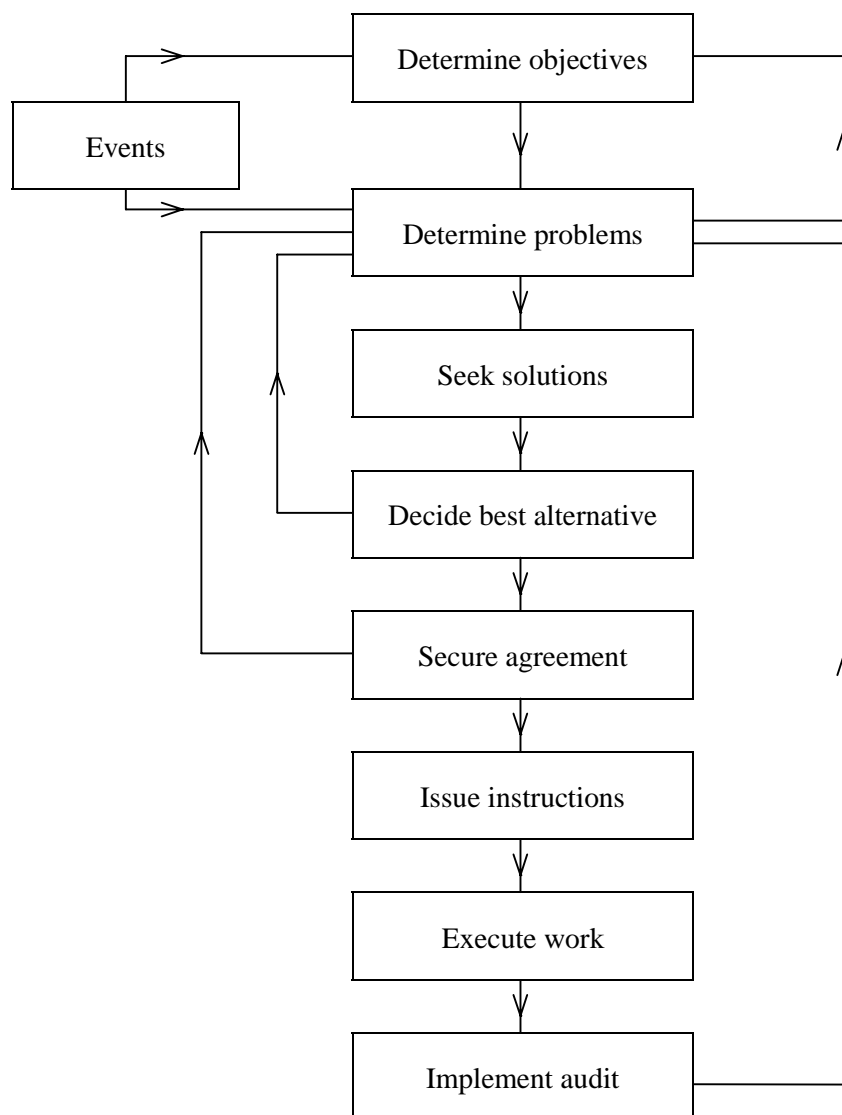 Determine objectives
Events
Determine problems
Seek solutions
Decide best alternative
Secure agreement
Issue instructions
Execute work
Implement audit